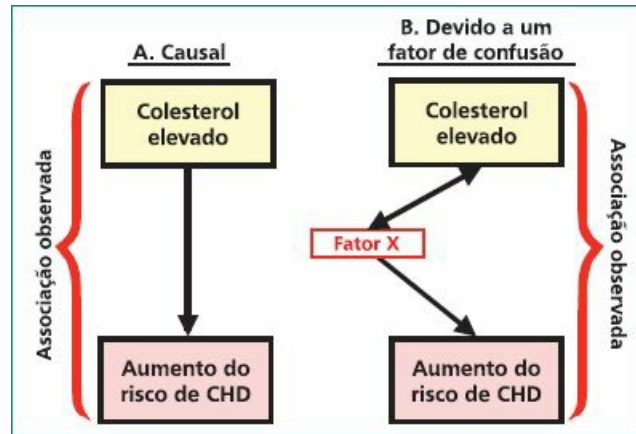 A. Causal
Colesterol
elevado
Aumento do
risco de CHD
Associação observada
B. Devido a um
fator de confusão
Colesterol
elevado
Fator X
Aumento do
risco de CHD
Associação observada